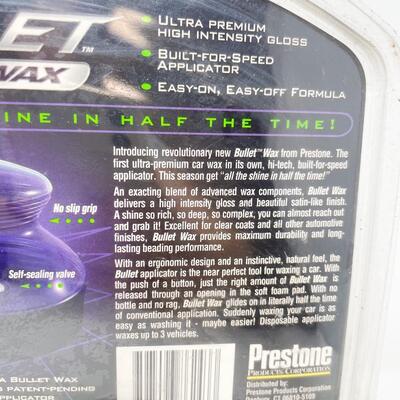 LET™
WAX
• ULTRA PREMIUM
HIGH INTENSITY GLOSS
• BUILT-FOR-SPEED
APPLICATOR
• EASY-ON, EASY-OFF FORMULA
INE IN HALF THE TIME!
Introducing revolutionary new Bullet™ Wax from Prestone. The
first ultra-premium car wax in its own, hi-tech, built-for-speed
applicator. This season get "all the shine in half the time!"
An exacting blend of advanced wax components, Bullet Wax
delivers a high intensity gloss and beautiful satin-like finish.
A shine so rich, so deep, so complex, you can almost reach out
and grab it! Excellent for clear coats and all other automotive
finishes, Bullet Wax provides maximum durability and long-
lasting beading performance.
With an ergonomic design and an instinctive, natural feel, the
Bullet applicator is the near perfect tool for waxing a car. With
the push of a button, just the right amount of Bullet Wax is
released through an opening in the soft foam pad. With no
bottle and no rag, Bullet Wax glides on in literally half the time
of conventional application. Suddenly waxing your car is as
easy as washing it - maybe easier! Disposable applicator
waxes up to 3 vehicles.
No slip grip
Self-sealing valve
A BULLET WAX
S PATENT-PENDING
APPLICATOR
Prestone
PRODUCTS CORPORATION
Distributed by:
Prestone Products Corporation
Danbury, CT 06810-5109